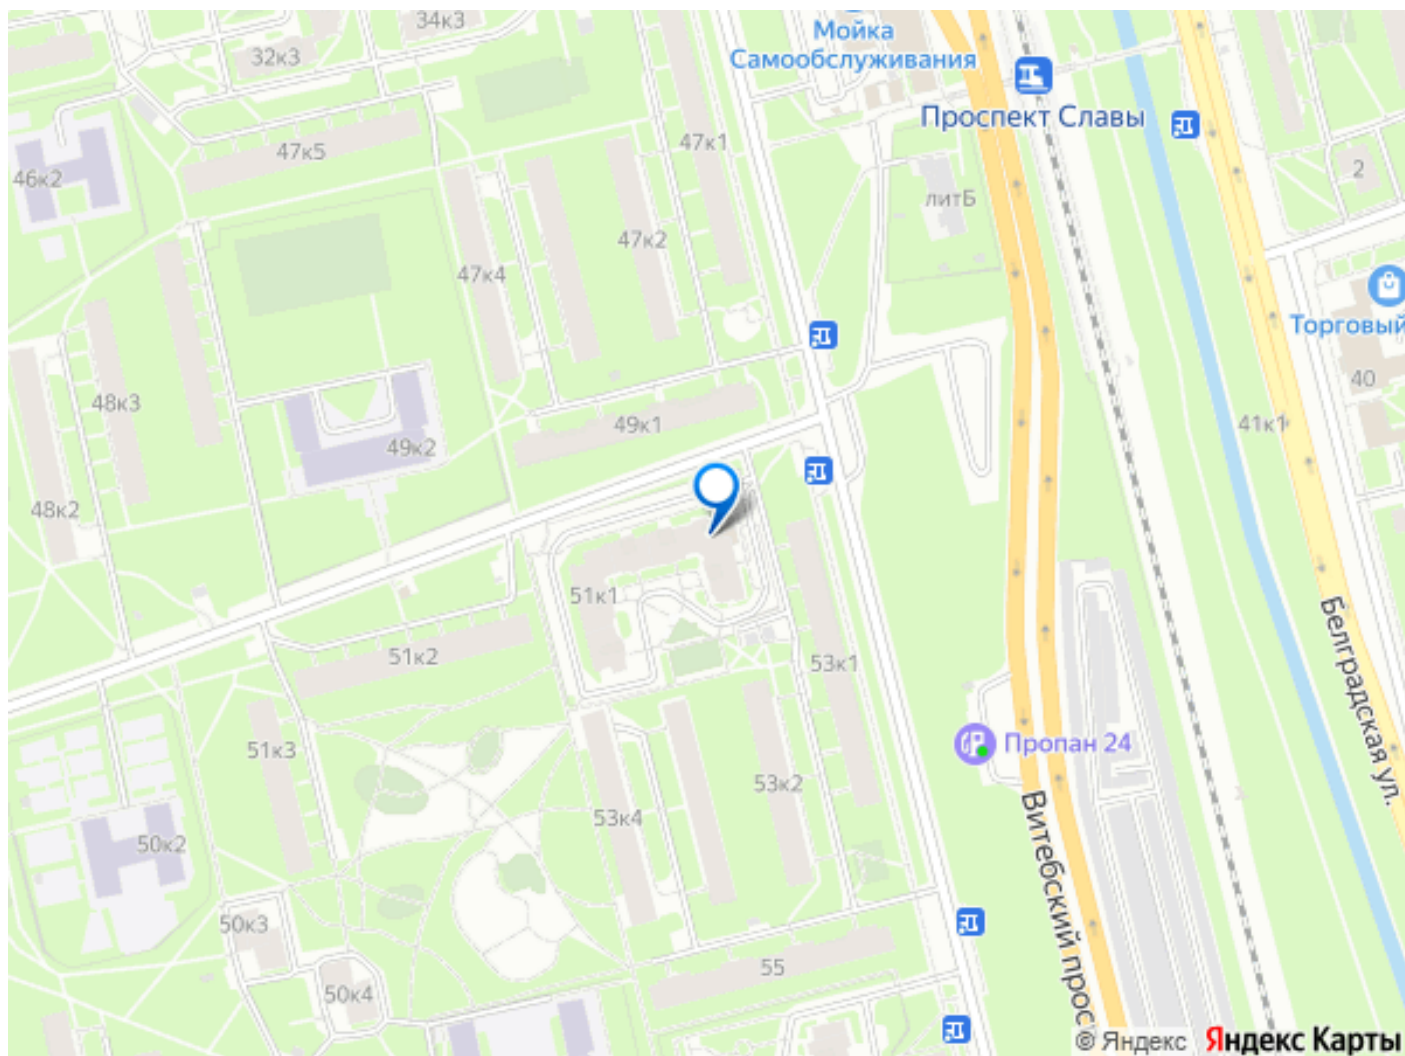 34к3
Мойка
Самообслуживания
32к3
Проспект Славы
47к5
47к1
46к2
2
литБ
47к2
47к4
Торговый
40
48к3
49к1
41к1
49к2
48к2
51к1
Белградская ул.
51к2
53к1
51к3
Пропан 24
53к2
53к4
50к2
Витебский прос
50к3
55
50к4
© Яндекс Яндекс Карты